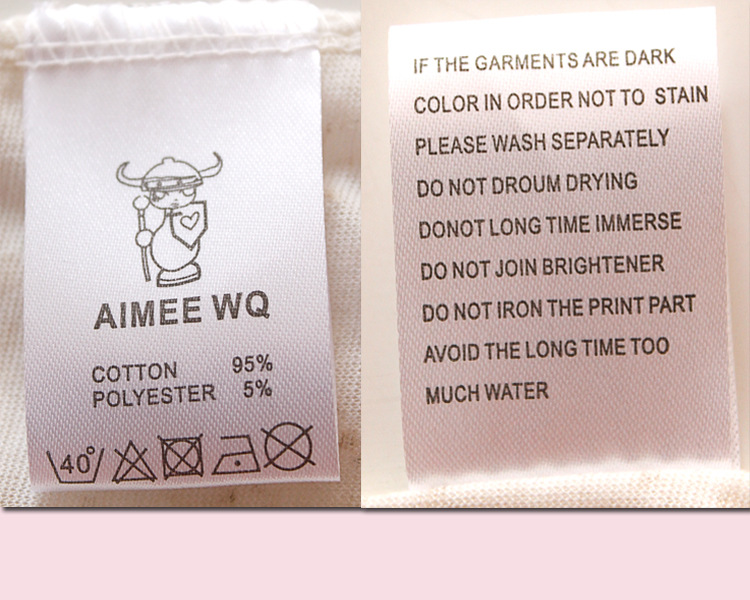 AIMEE WQ
COTTON 95%
POLYESTER 5%
40°
IF THE GARMENTS ARE DARK
COLOR IN ORDER NOT TO STAIN
PLEASE WASH SEPARATELY
DO NOT DROUM DRYING
DONOT LONG TIME IMMERSE
DO NOT JOIN BRIGHTENER
DO NOT IRON THE PRINT PART
AVOID THE LONG TIME TOO
MUCH WATER